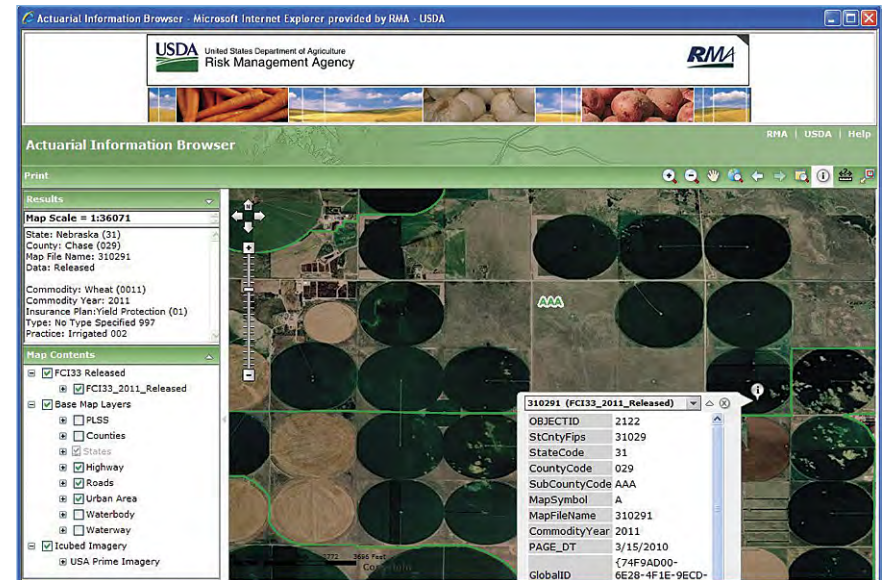 Actuarial Information Browser - Microsoft Internet Explorer provided by RMA - USDA
USDA
United States Department of Agriculture
Risk Management Agency
RMA
RMA | USDA | Help
Actuarial Information Browser
Print
Results
Map Scale = 1:36071
State: Nebraska (31)
County: Chase (029)
Map File Name: 310291
Data: Released
Commodity: Wheat (0011)
Commodity Year: 2011
Insurance Plan:Yield Protection (01)
Type: No Type Specified 997
Practice: Irrigated 002
Map Contents
FCI33 Released
FCI33_2011_Released
Base Map Layers
PLSS
Counties
States
Highway
Roads
Urban Area
Waterbody
Waterway
Icubed Imagery
USA Prime Imagery
N
AAA
310291 (FCI33_2011_Released)
OBJECTID 2122
StCntyFips 31029
StateCode 31
CountyCode 029
SubCountyCode AAA
MapSymbol A
MapFileName 310291
CommodityYear 2011
PAGE_DT 3/15/2010
GlobalID {74F9AD00-
6E28-4F1E-9ECD-
3696 Feet